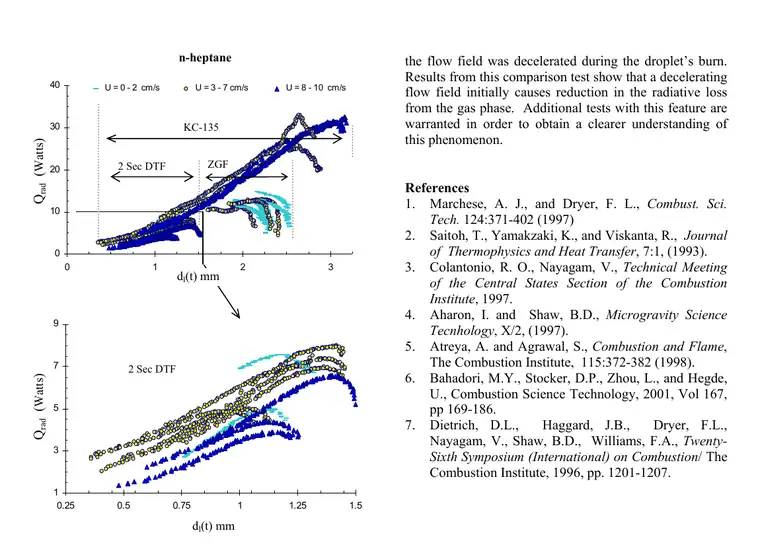 n-heptane
U = 0 - 2 cm/s
U = 3 - 7 cm/s
U = 8 - 10 cm/s
40
30
20
10
0
Qrad (Watts)
KC-135
2 Sec DTF
ZGF
0
1
2
3
dl(t) mm
9
7
5
3
1
Qrad (Watts)
2 Sec DTF
0.25
0.5
0.75
1
1.25
1.5
dl(t) mm
the flow field was decelerated during the droplet's burn.
Results from this comparison test show that a decelerating
flow field initially causes reduction in the radiative loss
from the gas phase. Additional tests with this feature are
warranted in order to obtain a clearer understanding of
this phenomenon.
References
1. Marchese, A. J., and Dryer, F. L., Combust. Sci.
Tech. 124:371-402 (1997)
2. Saitoh, T., Yamakzaki, K., and Viskanta, R., Journal
of Thermophysics and Heat Transfer, 7:1, (1993).
3. Colantonio, R. O., Nayagam, V., Technical Meeting
of the Central States Section of the Combustion
Institute, 1997.
4. Aharon, I. and Shaw, B.D., Microgravity Science
Tecnhology, X/2, (1997).
5. Atreya, A. and Agrawal, S., Combustion and Flame,
The Combustion Institute, 115:372-382 (1998).
6. Bahadori, M.Y., Stocker, D.P., Zhou, L., and Hegde,
U., Combustion Science Technology, 2001, Vol 167,
pp 169-186.
7. Dietrich, D.L., Haggard, J.B., Dryer, F.L.,
Nayagam, V., Shaw, B.D., Williams, F.A., Twenty-
Sixth Symposium (International) on Combustion/ The
Combustion Institute, 1996, pp. 1201-1207.